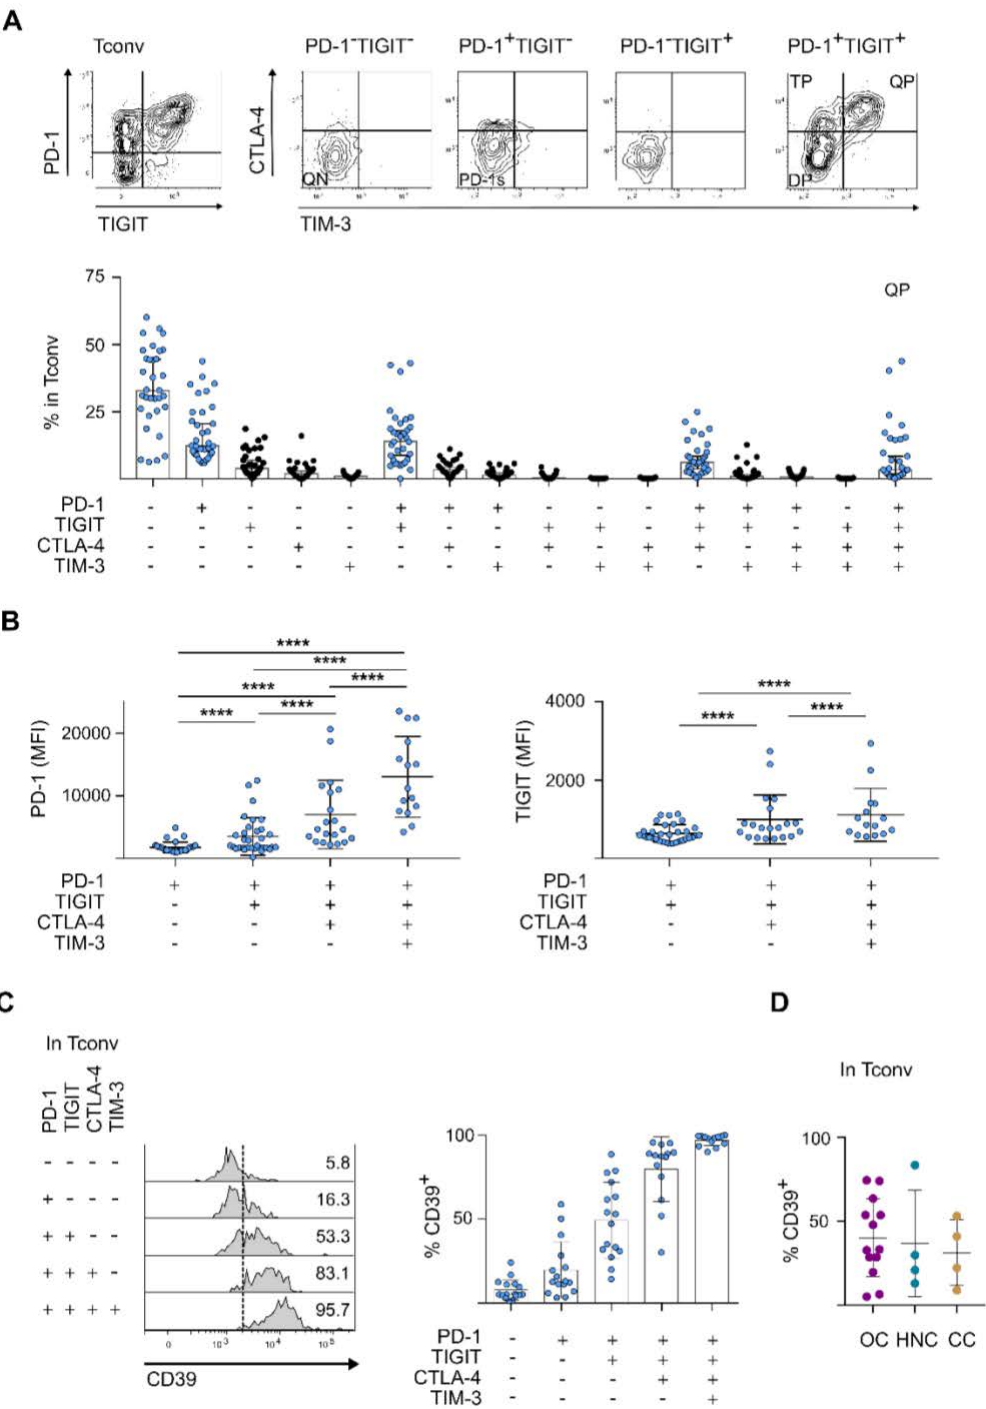 A
Tconv
PD-1⁻TIGIT⁻
PD-1⁺TIGIT⁻
PD-1⁻TIGIT⁺
PD-1⁺TIGIT⁺
PD-1
CTLA-4
QN
PD-1s
TP
QP
DP
TIGIT
TIM-3
75
50
25
% in Tconv
QP
PD-1 - + - - - + + + - - - + + + - +
TIGIT - - + - - + - - + + - + + - + +
CTLA-4 - - - + - - + - + - + + - + + +
TIM-3 - - - - + - - + - + + - + + + +
B
****
****
****
****
****
****
20000
10000
PD-1 (MFI)
PD-1 + + + +
TIGIT - + + +
CTLA-4 - - + +
TIM-3 - - - +
****
****
****
4000
2000
TIGIT (MFI)
PD-1 + + +
TIGIT + + +
CTLA-4 - + +
TIM-3 - - +
C
In Tconv
PD-1
TIGIT
CTLA-4
TIM-3
- - - - 5.8
+ - - - 16.3
+ + - - 53.3
+ + + - 83.1
+ + + + 95.7
0 10³ 10⁴ 10⁵
CD39
100
50
% CD39⁺
PD-1 - + + + +
TIGIT - - + + +
CTLA-4 - - - + +
TIM-3 - - - - +
D
In Tconv
100
50
0
% CD39⁺
OC HNC CC